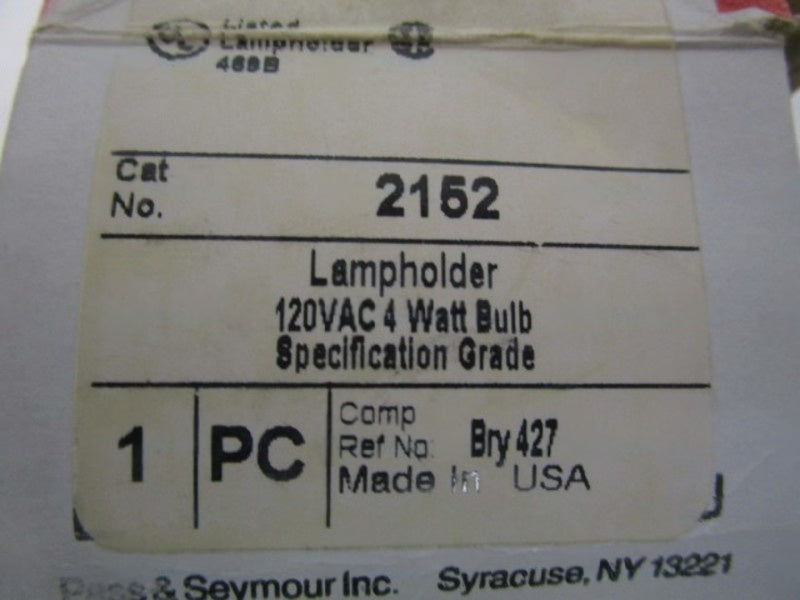 UL Listed
Lampholder
469B
Cat
No. 2152
Lampholder
120VAC 4 Watt Bulb
Specification Grade
1 PC
Comp
Ref No: Bry 427
Made In USA
& Seymour Inc. Syracuse, NY 13221